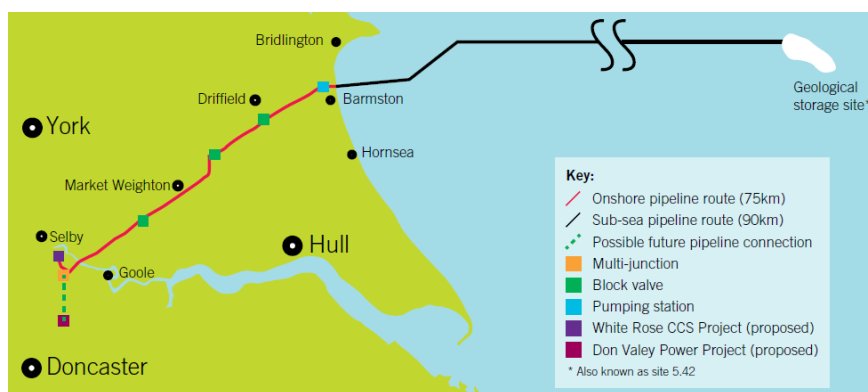 Bridlington
Driffield
Barmston
Geological
storage site*
York
Hornsea
Market Weighton
Selby
Hull
Goole
Doncaster
Key:
Onshore pipeline route (75km)
Sub-sea pipeline route (90km)
Possible future pipeline connection
Multi-junction
Block valve
Pumping station
White Rose CCS Project (proposed)
Don Valey Power Project (proposed)
* Also known as site 5.42